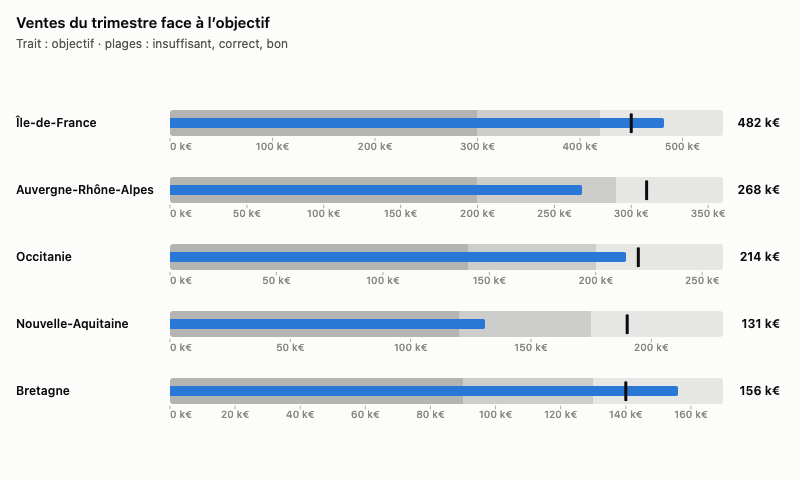 Ventes du trimestre face à l’objectif
Trait : objectif · plages : insuffisant, correct, bon
Île-de-France
482 k€
0 k€ 100 k€ 200 k€ 300 k€ 400 k€ 500 k€
Auvergne-Rhône-Alpes
268 k€
0 k€ 50 k€ 100 k€ 150 k€ 200 k€ 250 k€ 300 k€ 350 k€
Occitanie
214 k€
0 k€ 50 k€ 100 k€ 150 k€ 200 k€ 250 k€
Nouvelle-Aquitaine
131 k€
0 k€ 50 k€ 100 k€ 150 k€ 200 k€
Bretagne
156 k€
0 k€ 20 k€ 40 k€ 60 k€ 80 k€ 100 k€ 120 k€ 140 k€ 160 k€